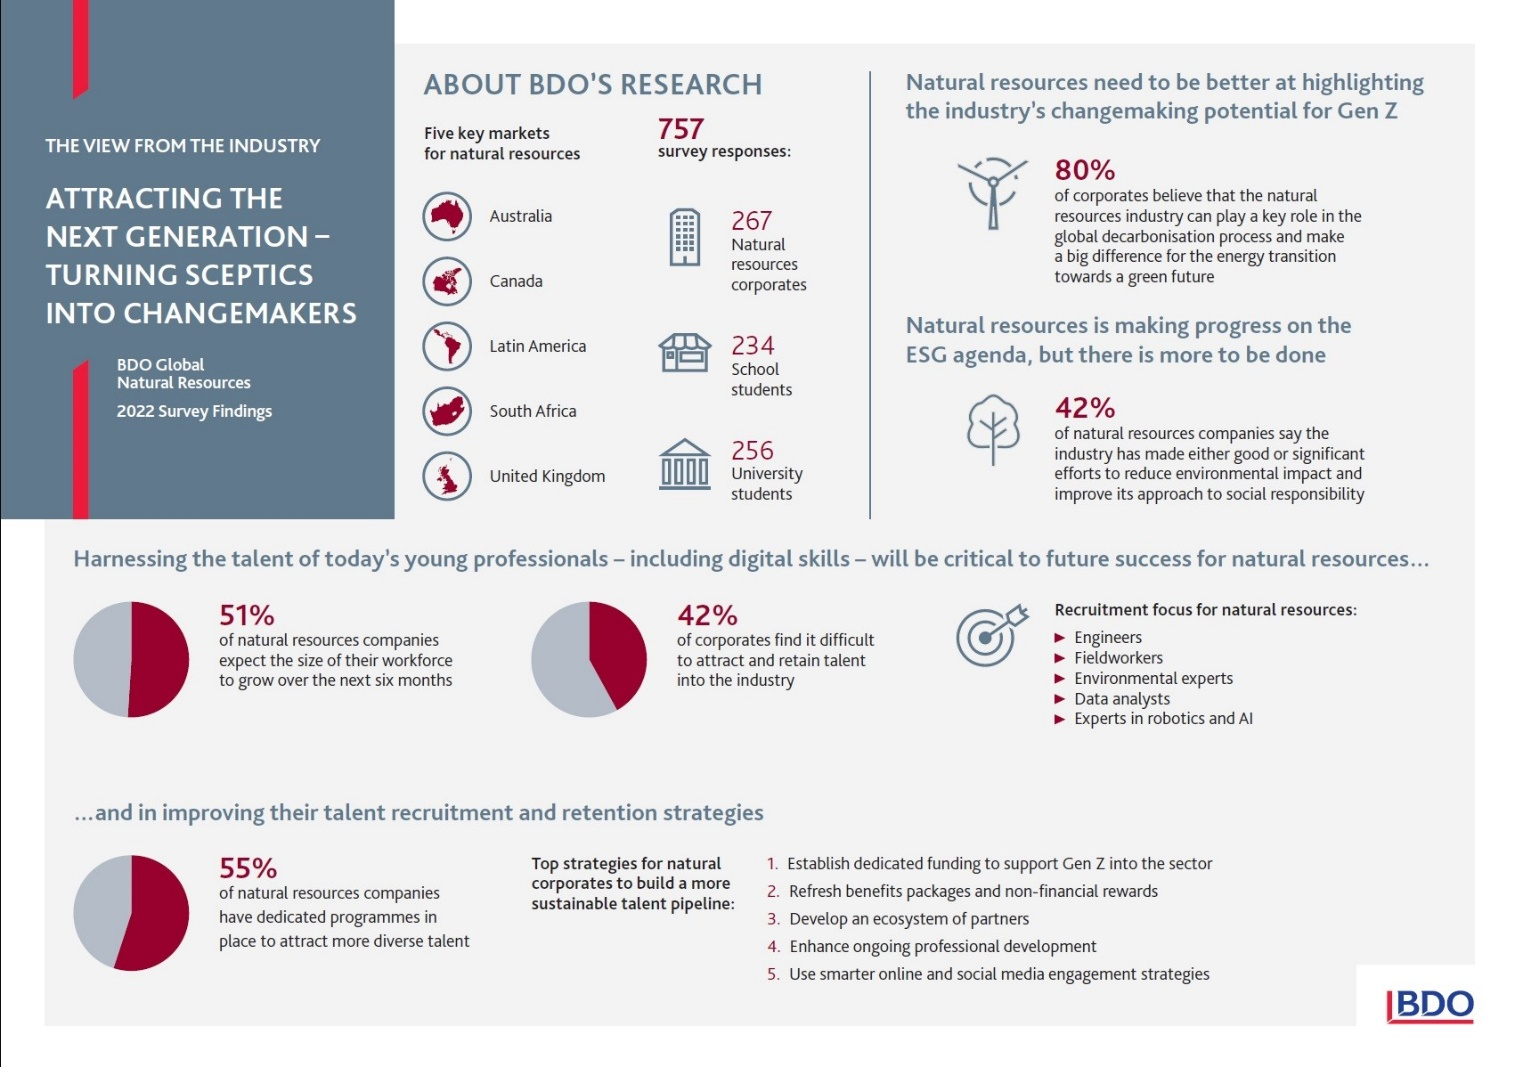 THE VIEW FROM THE INDUSTRY
ATTRACTING THE
NEXT GENERATION –
TURNING SCEPTICS
INTO CHANGEMAKERS
BDO Global
Natural Resources
2022 Survey Findings
ABOUT BDO'S RESEARCH
Five key markets
for natural resources
Australia
Canada
Latin America
South Africa
United Kingdom
757
survey responses:
267
Natural
resources
corporates
234
School
students
256
University
students
Natural resources need to be better at highlighting
the industry's changemaking potential for Gen Z
80%
of corporates believe that the natural
resources industry can play a key role in the
global decarbonisation process and make
a big difference for the energy transition
towards a green future
Natural resources is making progress on the
ESG agenda, but there is more to be done
42%
of natural resources companies say the
industry has made either good or significant
efforts to reduce environmental impact and
improve its approach to social responsibility
Harnessing the talent of today's young professionals – including digital skills – will be critical to future success for natural resources...
51%
of natural resources companies
expect the size of their workforce
to grow over the next six months
42%
of corporates find it difficult
to attract and retain talent
into the industry
Recruitment focus for natural resources:
► Engineers
► Fieldworkers
► Environmental experts
► Data analysts
► Experts in robotics and AI
...and in improving their talent recruitment and retention strategies
55%
of natural resources companies
have dedicated programmes in
place to attract more diverse talent
Top strategies for natural
corporates to build a more
sustainable talent pipeline:
1. Establish dedicated funding to support Gen Z into the sector
2. Refresh benefits packages and non-financial rewards
3. Develop an ecosystem of partners
4. Enhance ongoing professional development
5. Use smarter online and social media engagement strategies
BDO